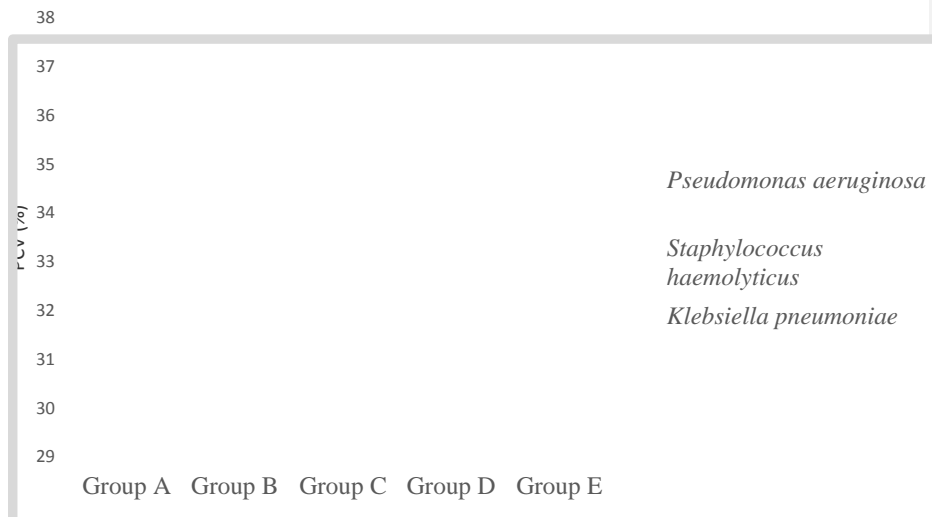 38
37
36
35
34
33
32
31
30
29
PCV (%)
Group A Group B Group C Group D Group E
Pseudomonas aeruginosa
Staphylococcus
haemolyticus
Klebsiella pneumoniae